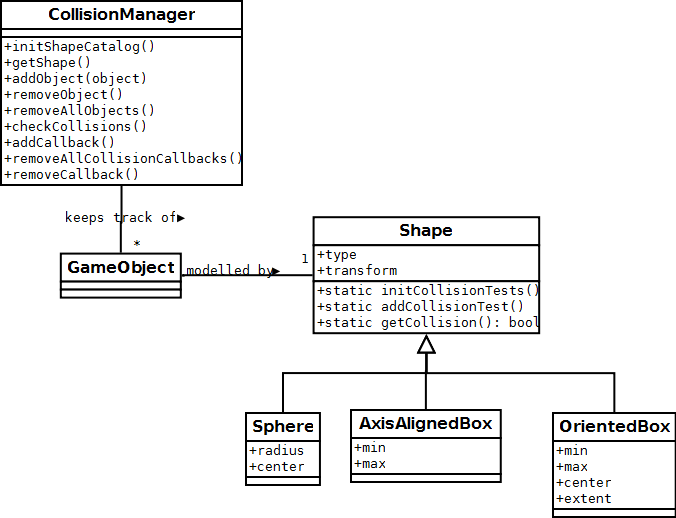 CollisionManager
+initShapeCatalog()
+getShape()
+addObject(object)
+removeObject()
+removeAllObjects()
+checkCollisions()
+addCallback()
+removeAllCollisionCallbacks()
+removeCallback()
keeps track of▶
*
GameObject
modelled by▶
1
Shape
+type
+transform
+static initCollisionTests()
+static addCollisionTest()
+static getCollision(): bool
Sphere
+radius
+center
AxisAlignedBox
+min
+max
OrientedBox
+min
+max
+center
+extent